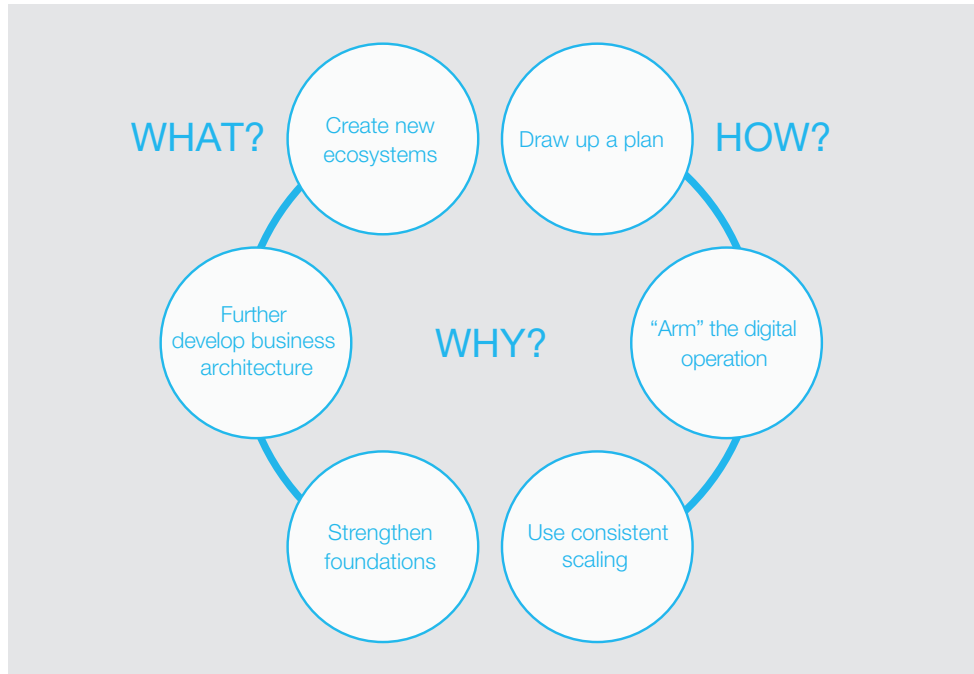 WHAT?
Create new
ecosystems
Draw up a plan
HOW?
Further
develop business
architecture
WHY?
“Arm” the digital
operation
Strengthen
foundations
Use consistent
scaling